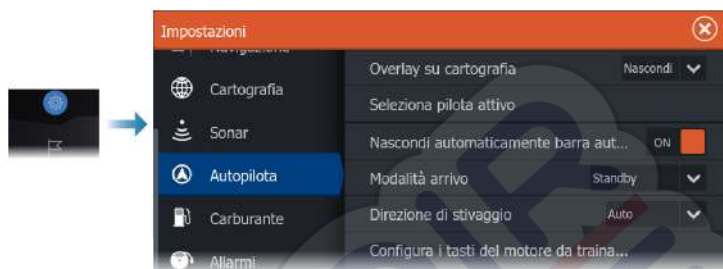 Impostazioni
Navigazione
Cartografia
Sonar
Autopilota
Carburante
Allarmi
Overlay su cartografia Nascondi
Seleziona pilota attivo
Nascondi automaticamente barra aut... ON
Modalità arrivo Standby
Direzione di stivaggio Auto
Configura i tasti del motore da traina...